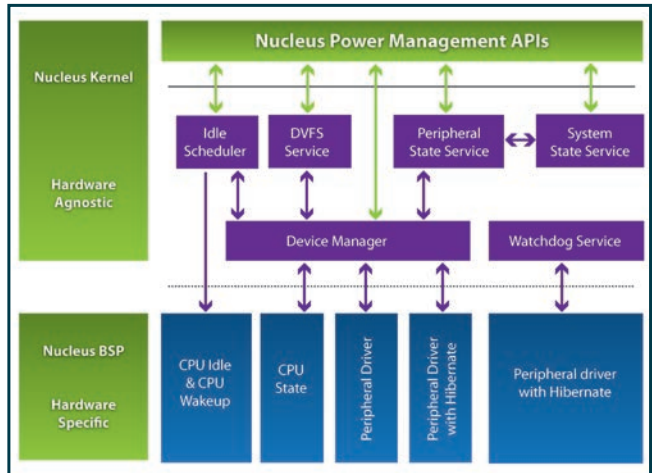 Nucleus Power Management APIs
Nucleus Kernel
Hardware
Agnostic
Idle
Scheduler
DVFS
Service
Peripheral
State Service
System
State Service
Device Manager
Watchdog Service
Nucleus BSP
Hardware
Specific
CPU Idle
& CPU
Wakeup
CPU
State
Peripheral Driver
Peripheral Driver
with Hibernate
Peripheral driver
with Hibernate